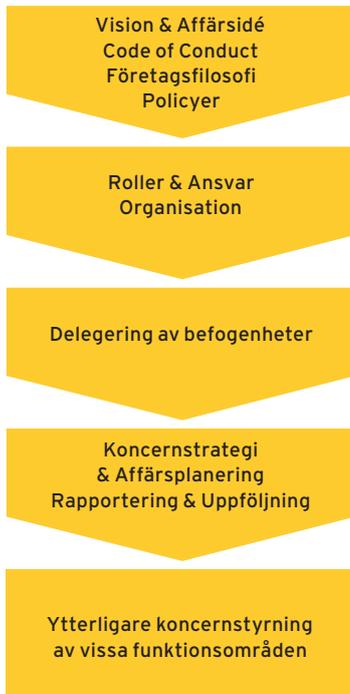 Vision & Affärsidé
Code of Conduct
Företagsfilosofi
Policyer
Roller & Ansvar
Organisation
Delegering av befogenheter
Koncernstrategi
& Affärsplanering
Rapportering & Uppföljning
Ytterligare koncernstyrning
av vissa funktionsområden